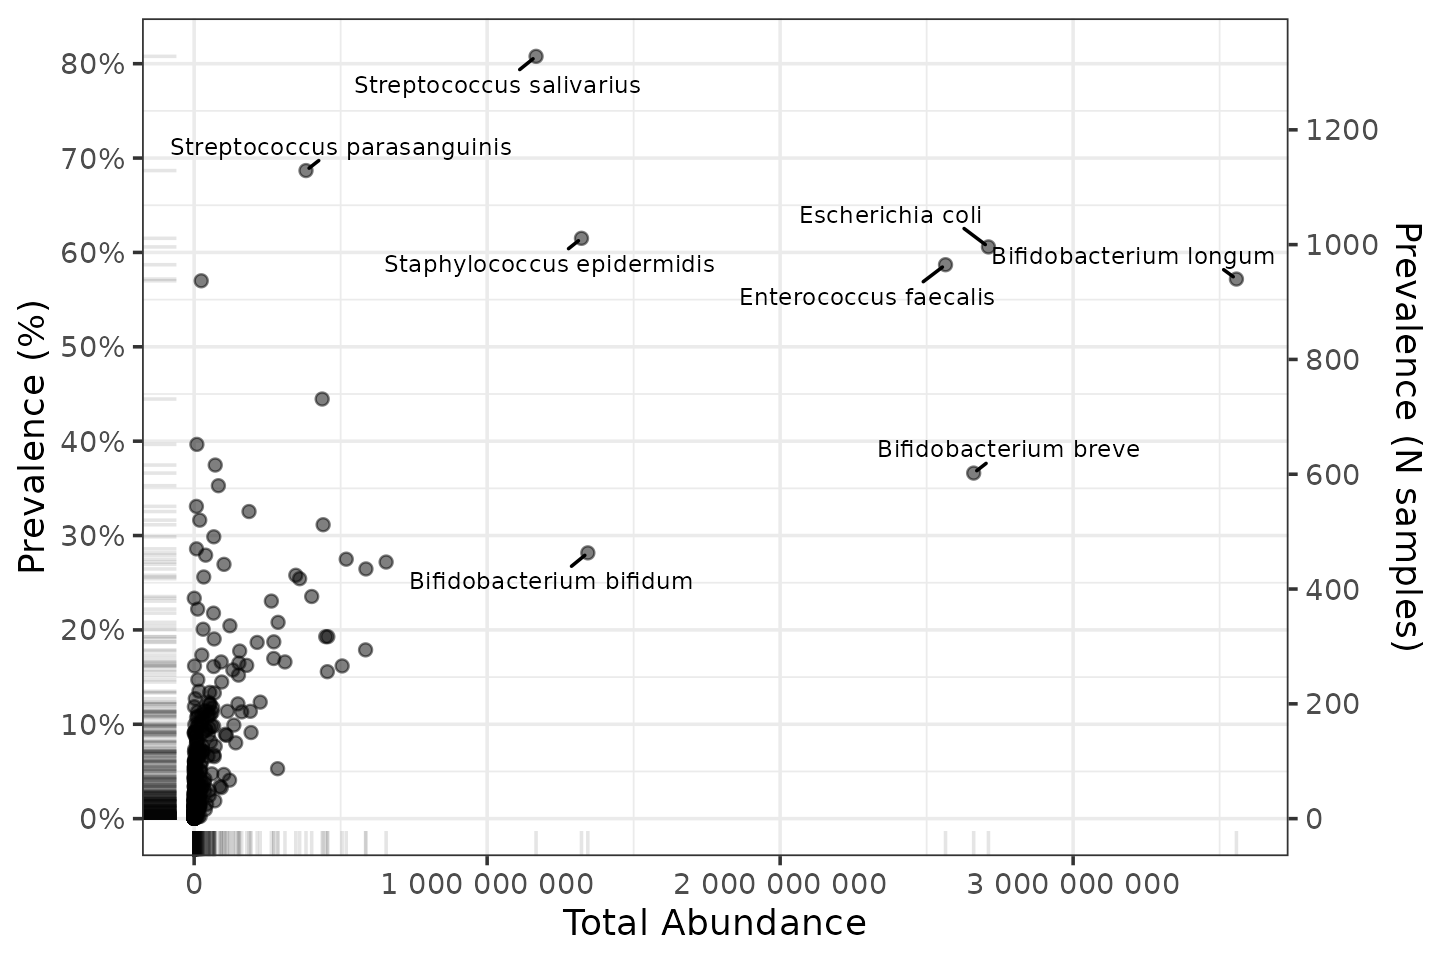 80%
Streptococcus salivarius
1200
Streptococcus parasanguinis
70%
Escherichia coli
1000
60%
Bifidobacterium longum
Staphylococcus epidermidis
Enterococcus faecalis
50%
800
40%
Bifidobacterium breve
600
30%
Bifidobacterium bifidum
400
20%
10%
200
0%
0
0
1 000 000 000
2 000 000 000
3 000 000 000
Total Abundance
Prevalence (%)
Prevalence (N samples)